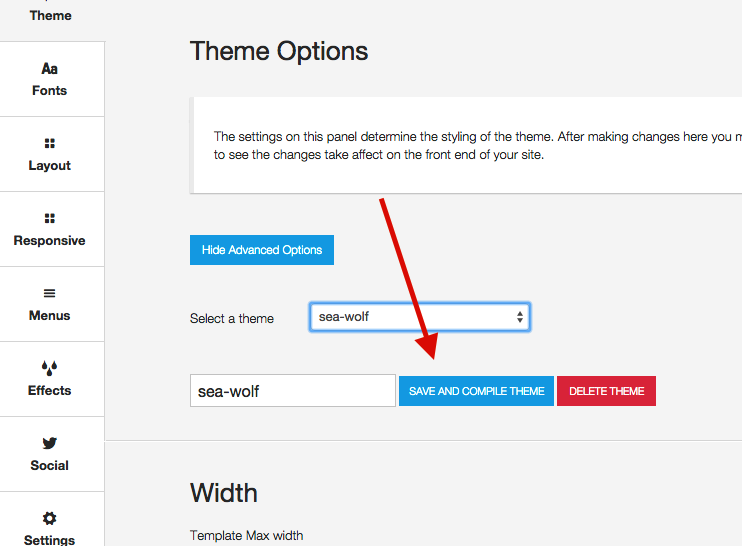 Theme
Aa
Fonts
Layout
Responsive
Menus
Effects
Social
Settings
Theme Options
The settings on this panel determine the styling of the theme. After making changes here you
to see the changes take affect on the front end of your site.
Hide Advanced Options
Select a theme
sea-wolf
sea-wolf
SAVE AND COMPILE THEME
DELETE THEME
Width
Template Max width